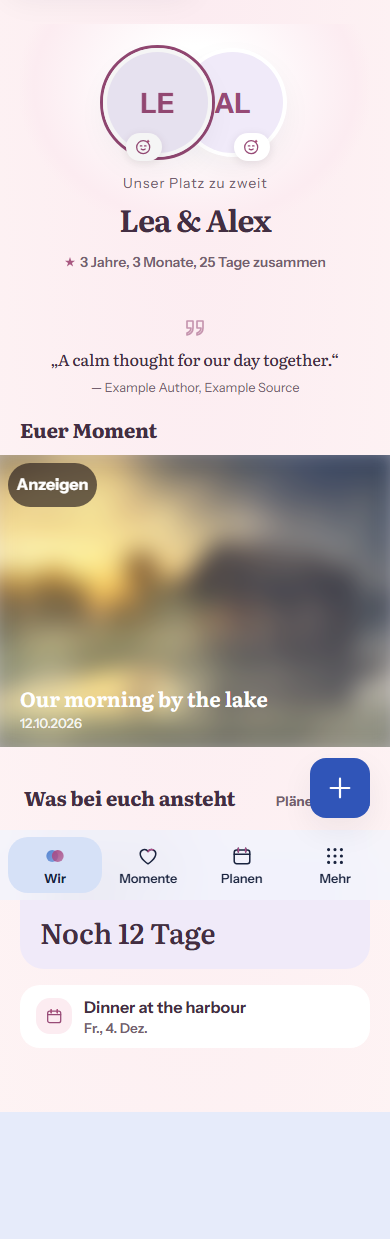 LE
AL
Unser Platz zu zweit
Lea & Alex
★ 3 Jahre, 3 Monate, 25 Tage zusammen
„A calm thought for our day together.“
— Example Author, Example Source
Euer Moment
Anzeigen
Our morning by the lake
12.10.2026
Was bei euch ansteht
Wir
Momente
Planen
Mehr
Noch 12 Tage
Dinner at the harbour
Fr., 4. Dez.